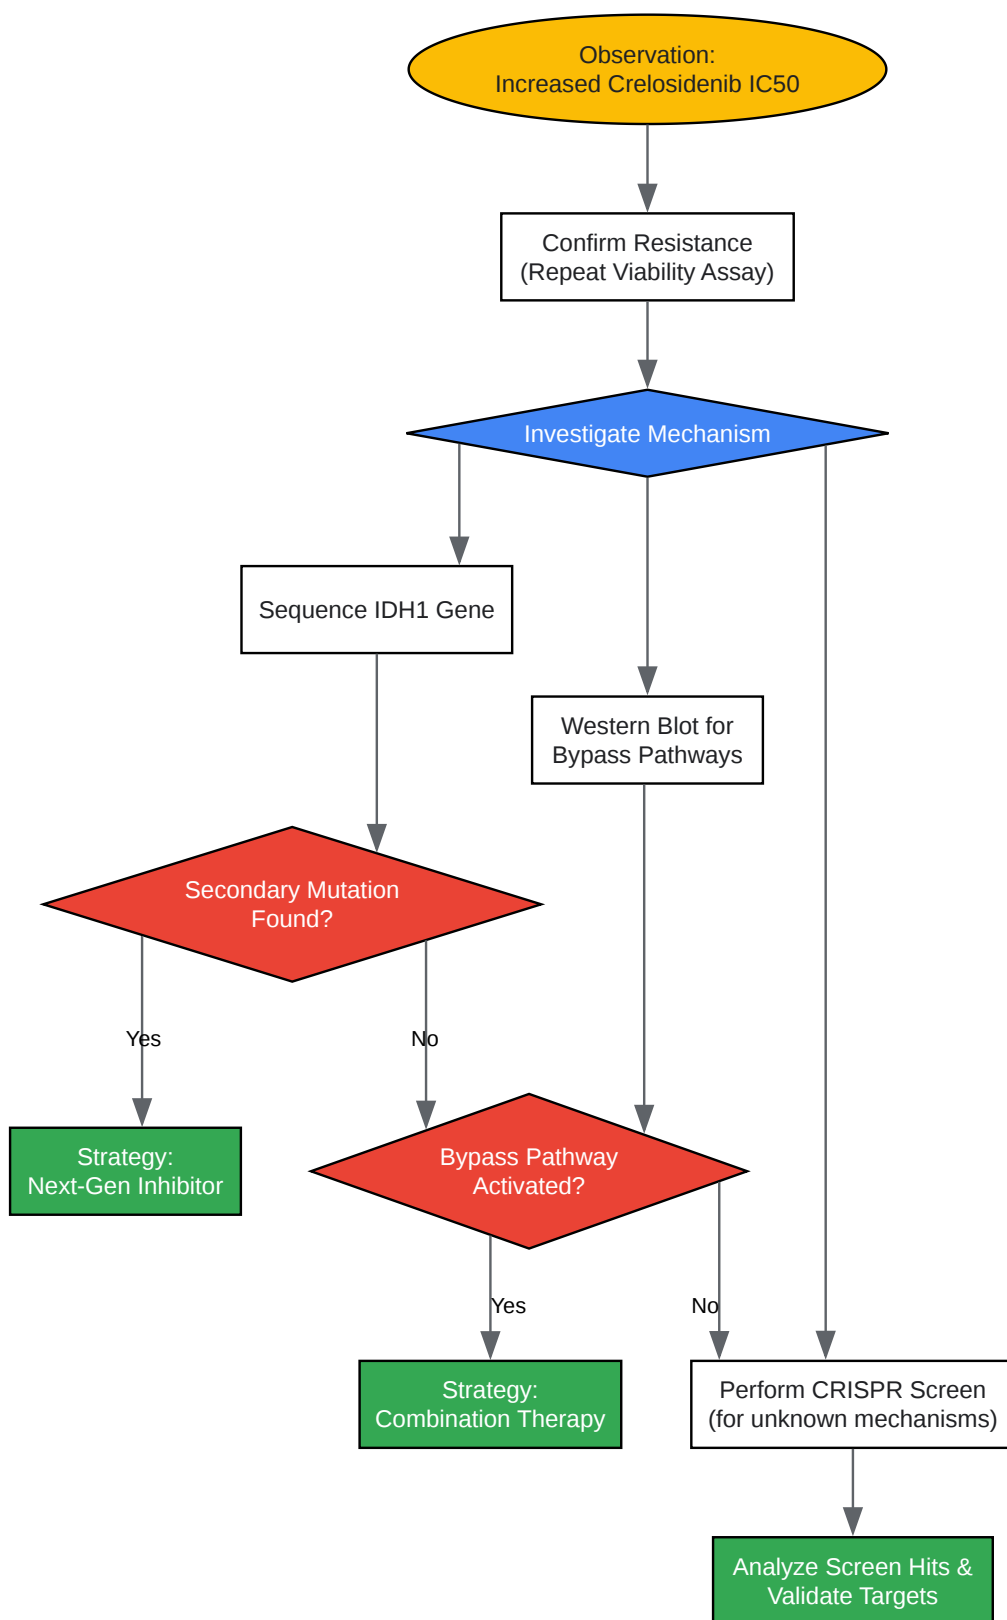 Observation:
Increased Crelosidenib IC50
Confirm Resistance
(Repeat Viability Assay)
Investigate Mechanism
Sequence IDH1 Gene
Western Blot for
Bypass Pathways
Secondary Mutation
Found?
Yes
No
Strategy:
Next-Gen Inhibitor
Bypass Pathway
Activated?
Yes
No
Strategy:
Combination Therapy
Perform CRISPR Screen
(for unknown mechanisms)
Analyze Screen Hits &
Validate Targets